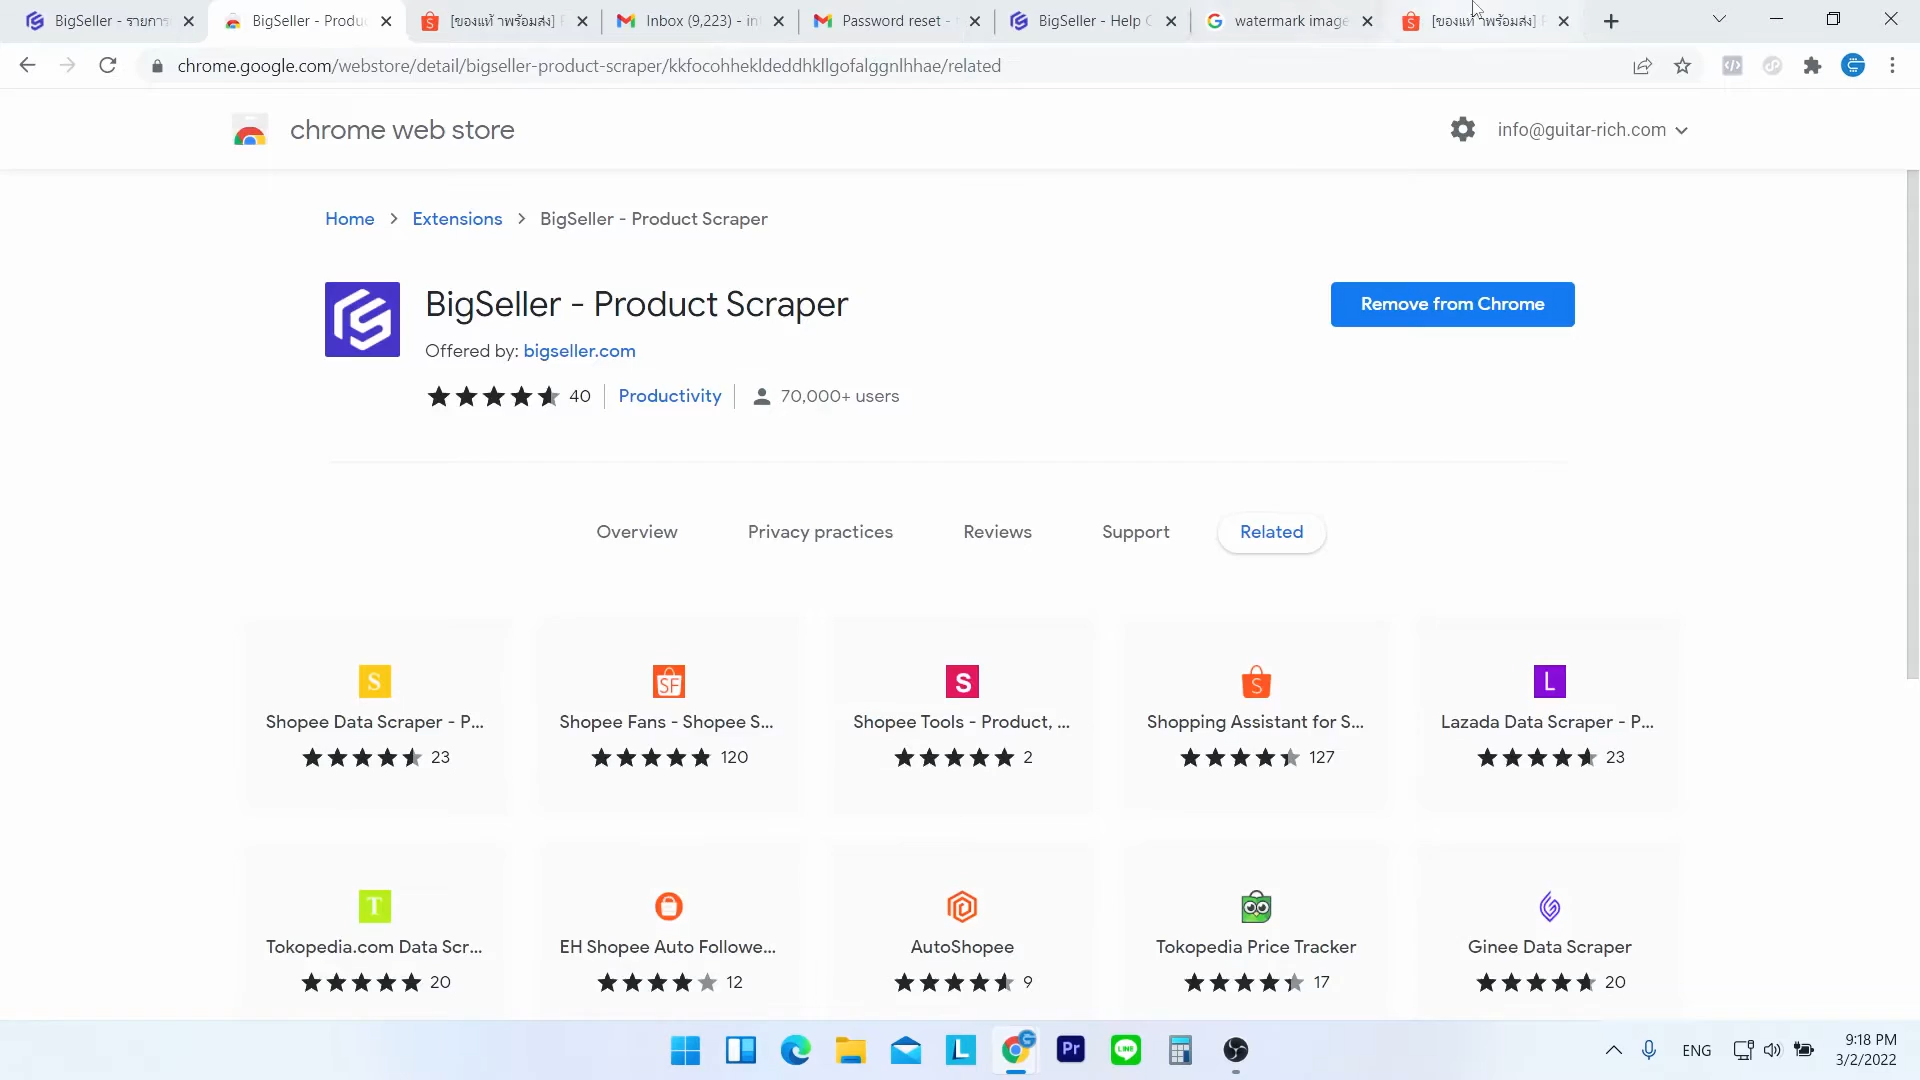 BigSeller - รายการ
BigSeller - Produc
[ของแท้ าพร้อมส่ง]
Inbox (9,223) - in
Password reset -
BigSeller - Help C
watermark image
[ของแท้ าพร้อมส่ง]
chrome.google.com/webstore/detail/bigseller-product-scraper/kkfocohhekldeddhkllgofalggnlhhae/related
chrome web store
info@guitar-rich.com
Home > Extensions > BigSeller - Product Scraper
BigSeller - Product Scraper
Remove from Chrome
Offered by: bigseller.com
40 Productivity 70,000+ users
Overview Privacy practices Reviews Support Related
S SF S S L
Shopee Data Scraper - P... Shopee Fans - Shopee S... Shopee Tools - Product, ... Shopping Assistant for S... Lazada Data Scraper - P...
23 120 2 127 23
T
Tokopedia.com Data Scr... EH Shopee Auto Followe... AutoShopee Tokopedia Price Tracker Ginee Data Scraper
20 12 9 17 20
L Pr LINE
ENG
9:18 PM
3/2/2022